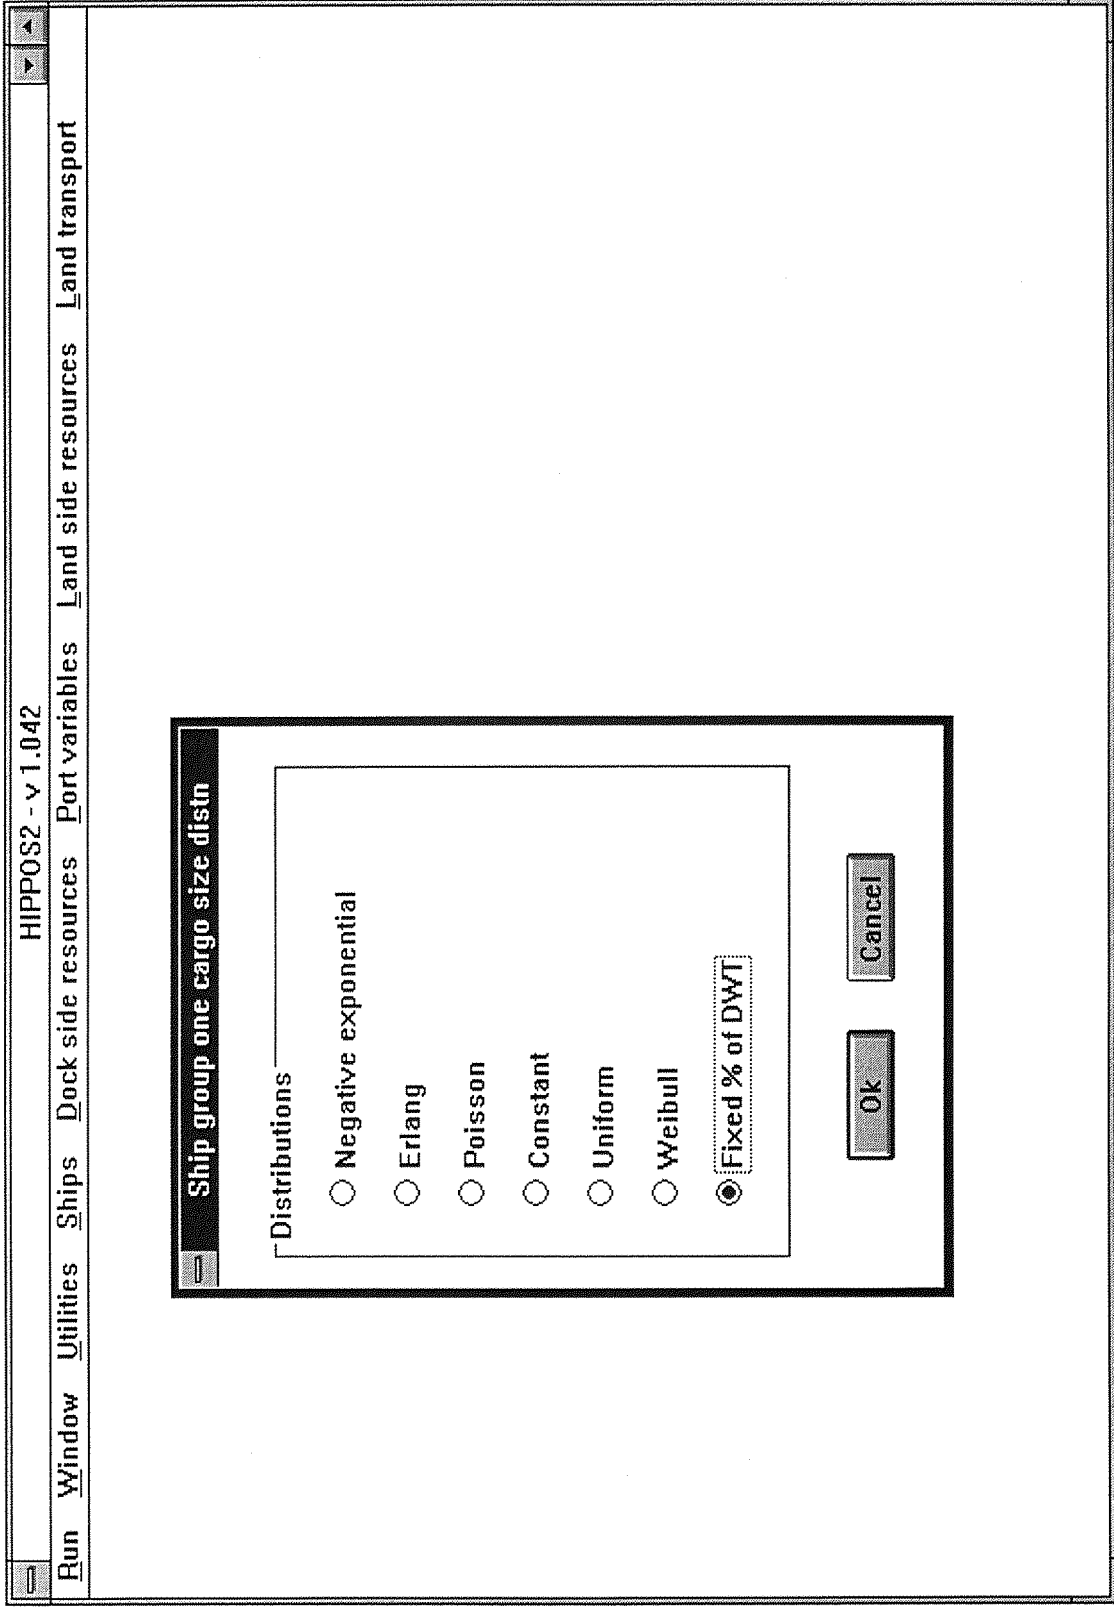 HIPPOS2 - v 1.042
Run Window Utilities Ships Dock side resources Port variables Land side resources Land transport
Ship group one cargo size distn
Distributions
Negative exponential
Erlang
Poisson
Constant
Uniform
Weibull
Fixed % of DWT
Ok Cancel